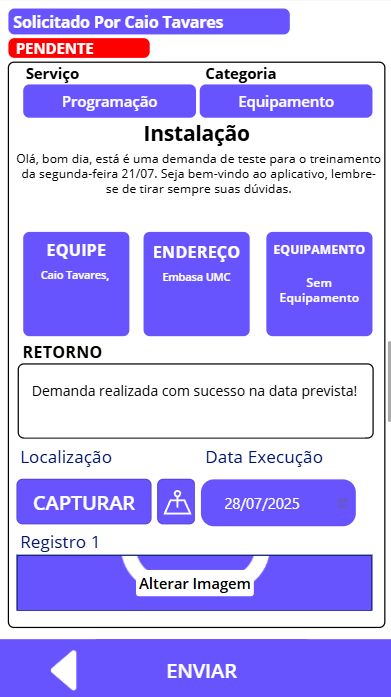 Solicitado Por Caio Tavares
PENDENTE
Serviço
Categoria
Programação
Equipamento
Instalação
Olá, bom dia, está é uma demanda de teste para o treinamento
da segunda-feira 21/07. Seja bem-vindo ao aplicativo, lembre-
se de tirar sempre suas dúvidas.
EQUIPE
Caio Tavares,
ENDEREÇO
Embasa UMC
EQUIPAMENTO
Sem
Equipamento
RETORNO
Demanda realizada com sucesso na data prevista!
Localização
Data Execução
CAPTURAR
28/07/2025
Registro 1
Alterar Imagem
ENVIAR